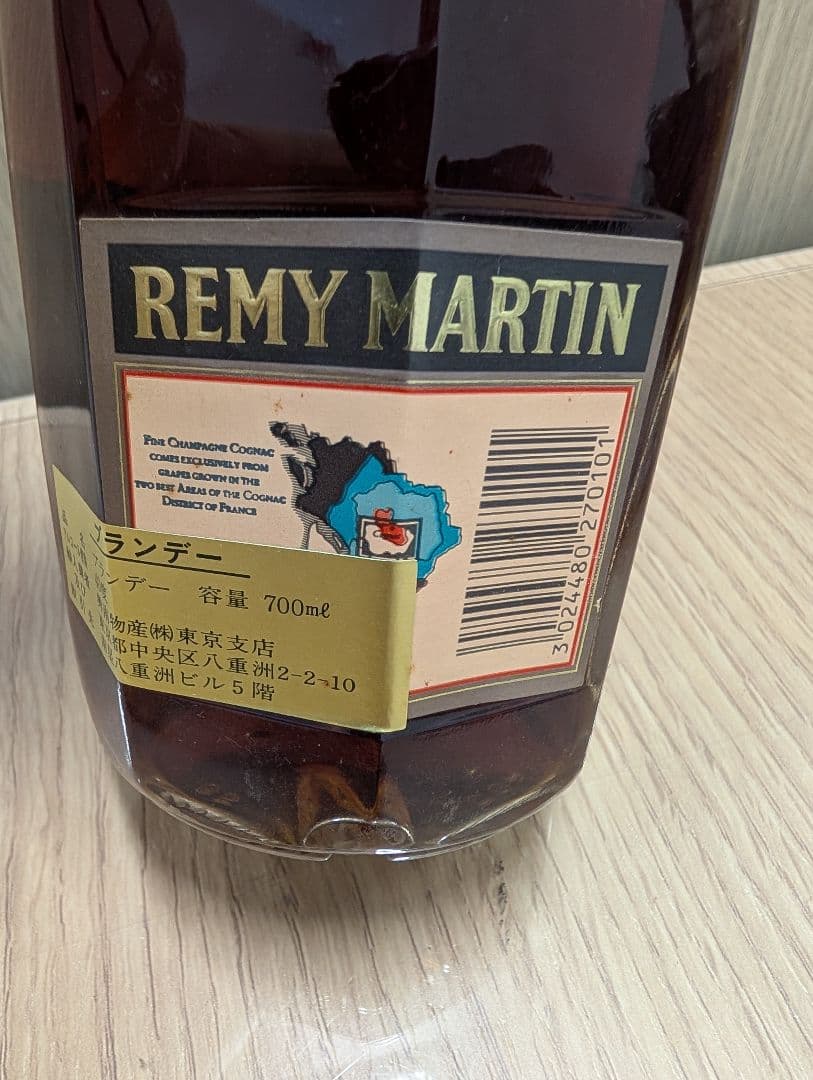 REMY MARTIN
FINE CHAMPAGNE COGNAC
COMES EXCLUSIVELY FROM
GRAPES GROWN IN THE
TWO BEST AREAS OF THE COGNAC
DISTRICT OF FRANCE
3 024480 270101
ランデー
ンデー 容量 700mℓ
物産㈱東京支店
都中央区八重洲2-2-10
八重洲ビル5階